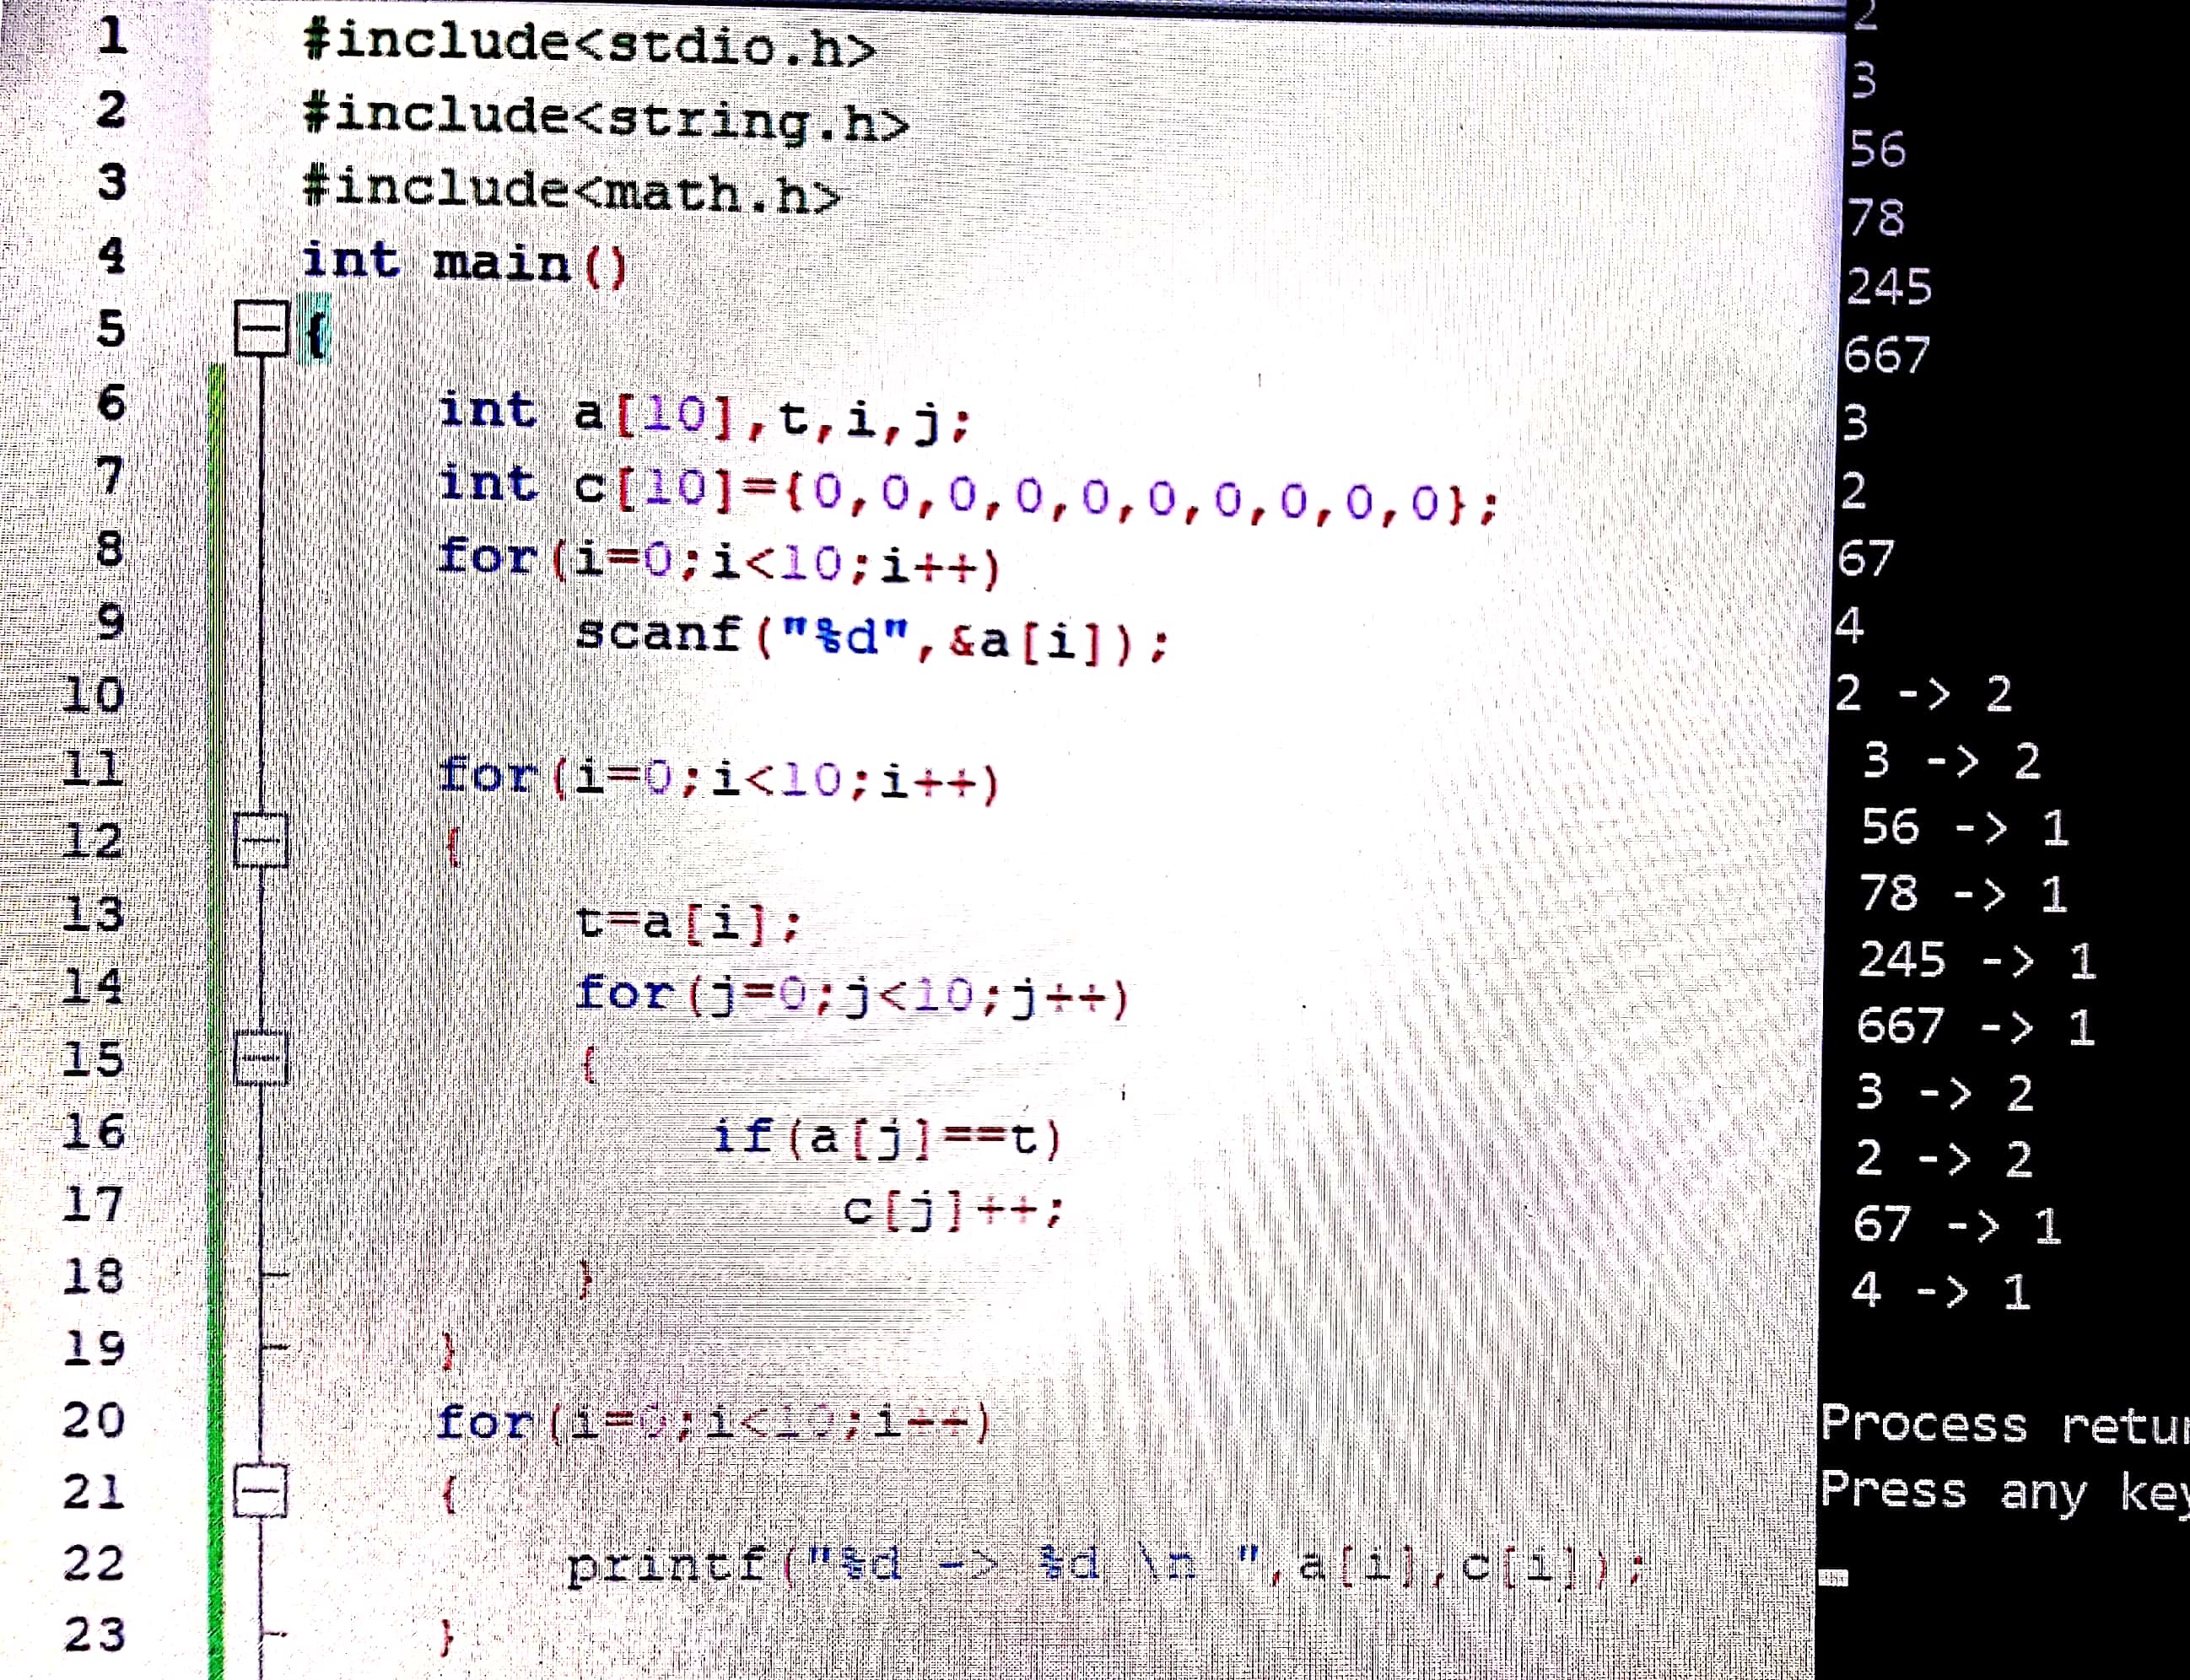 1 #include<stdio.h>
2 #include<string.h>
3 #include<math.h>
4 int main()
5 {
6 int a[10],t,i,j;
7 int c[10]={0,0,0,0,0,0,0,0,0,0};
8 for(i=0;i<10;i++)
9 scanf("%d",&a[i]);
10
11 for(i=0;i<10;i++)
12 {
13 t=a[i];
14 for(j=0;j<10;j++)
15 {
16 if(a[j]==t)
17 c[j]++;
18 }
19 }
20 for(i=0;i<10;i++)
21 {
22 printf("%d -> %d \n ",a[i],c[i]);
23 }
2
3
56
78
245
667
3
2
67
4
2 -> 2
3 -> 2
56 -> 1
78 -> 1
245 -> 1
667 -> 1
3 -> 2
2 -> 2
67 -> 1
4 -> 1
Process retur
Press any key